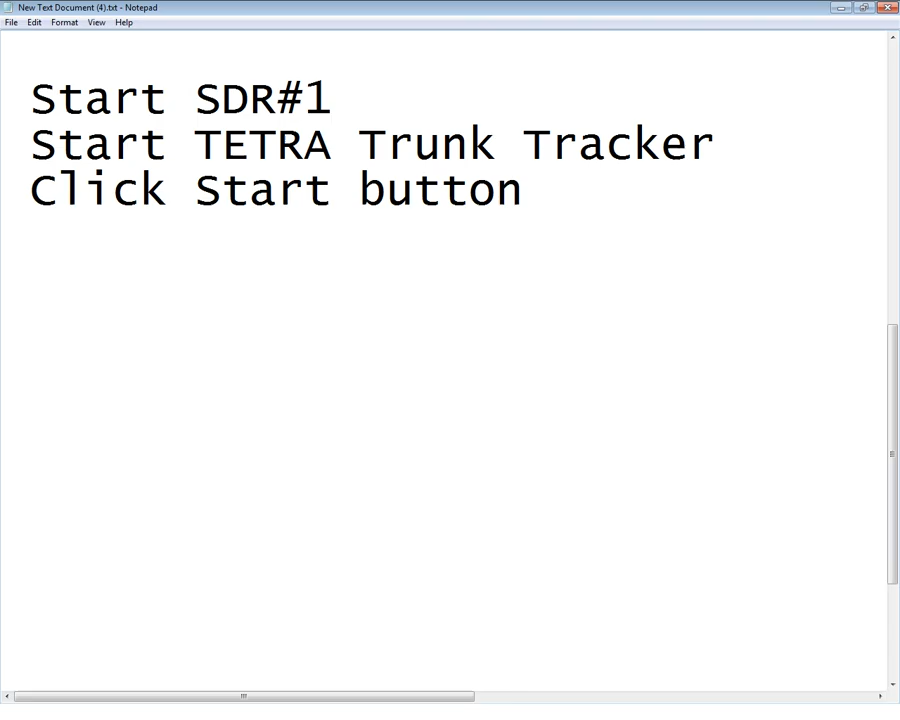 New Text Document (4).txt - Notepad
File Edit Format View Help
Start SDR#1
Start TETRA Trunk Tracker
Click Start button